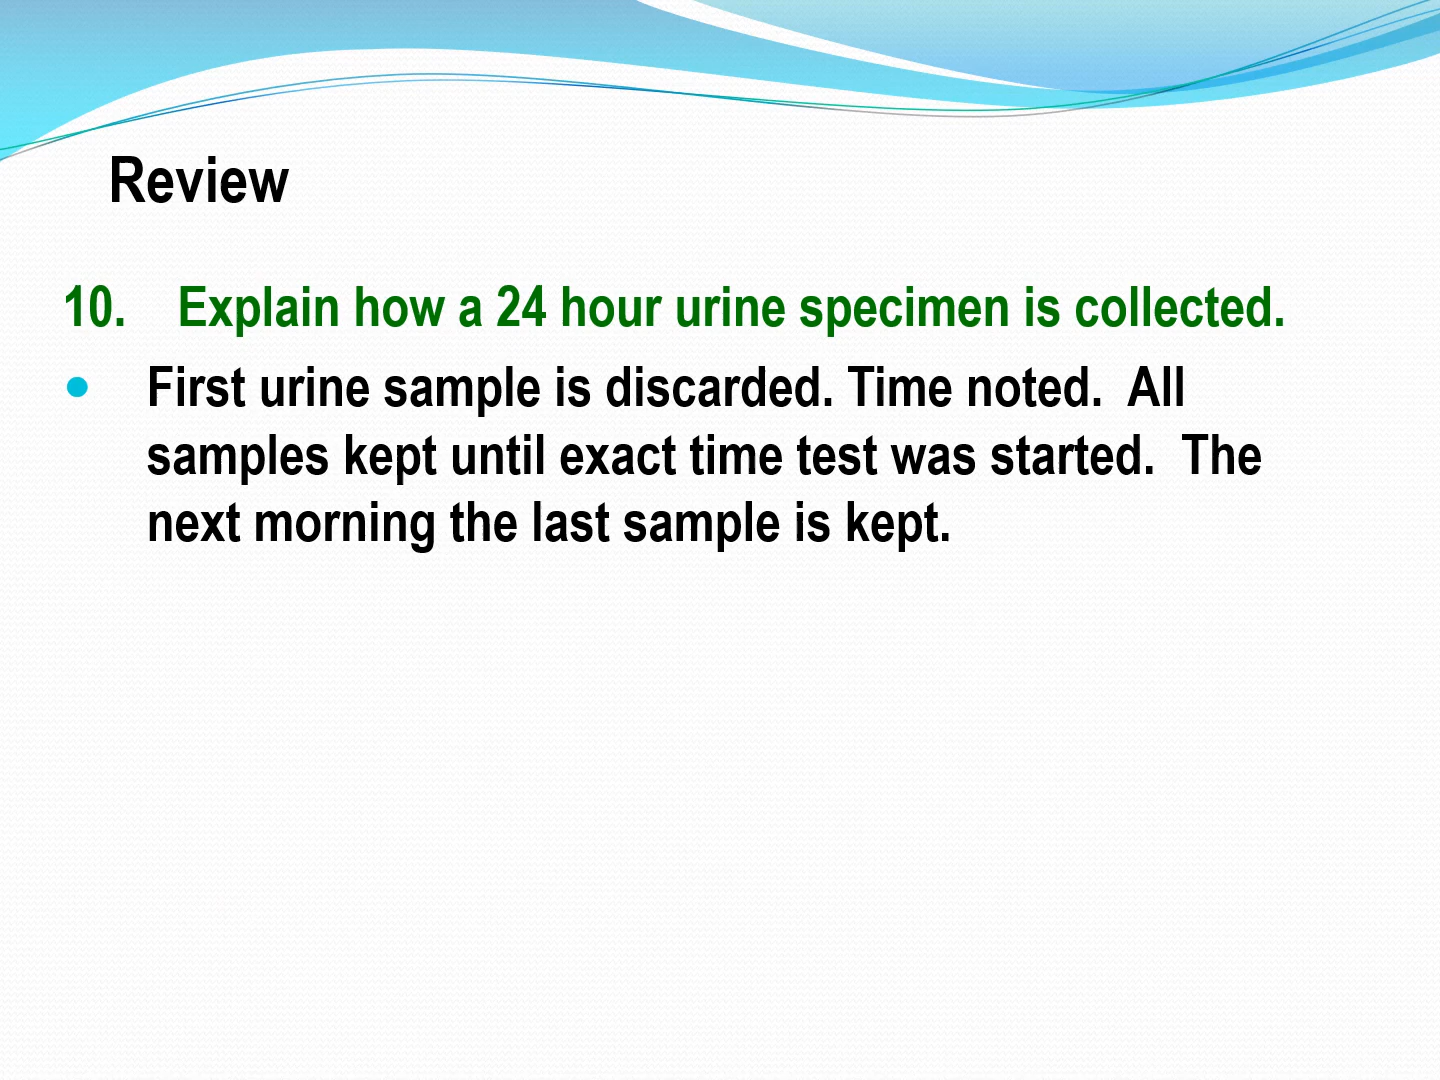 Review
10. Explain how a 24 hour urine specimen is collected.
First urine sample is discarded. Time noted. All
samples kept until exact time test was started. The
next morning the last sample is kept.